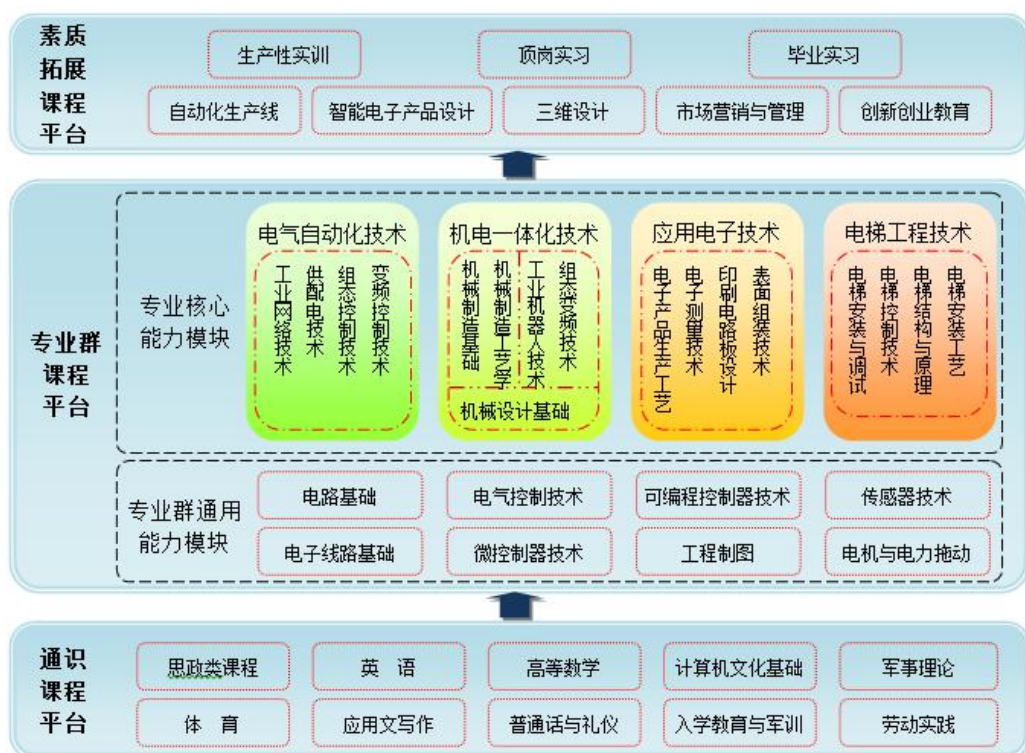 素质
拓展
课程
平台
生产性实训
顶岗实习
毕业实习
自动化生产线
智能电子产品设计
三维设计
市场营销与管理
创新创业教育
专业群
课程
平台
专业核心
能力模块
电气自动化技术
工业网络技术
供配电技术
组态控制技术
变频控制技术
机电一体化技术
机械制造基础
机械制造工艺学
工业机器人技术
组态变频技术
机械设计基础
应用电子技术
电子产品生产工艺
电子测量技术
印刷电路板设计
表面组装技术
电梯工程技术
电梯安装与调试
电梯控制技术
电梯结构与原理
电梯安装工艺
专业群通用
能力模块
电路基础
电气控制技术
可编程控制器技术
传感器技术
电子线路基础
微控制器技术
工程制图
电机与电力拖动
通识
课程
平台
思政类课程
英 语
高等数学
计算机文化基础
军事理论
体 育
应用文写作
普通话与礼仪
入学教育与军训
劳动实践